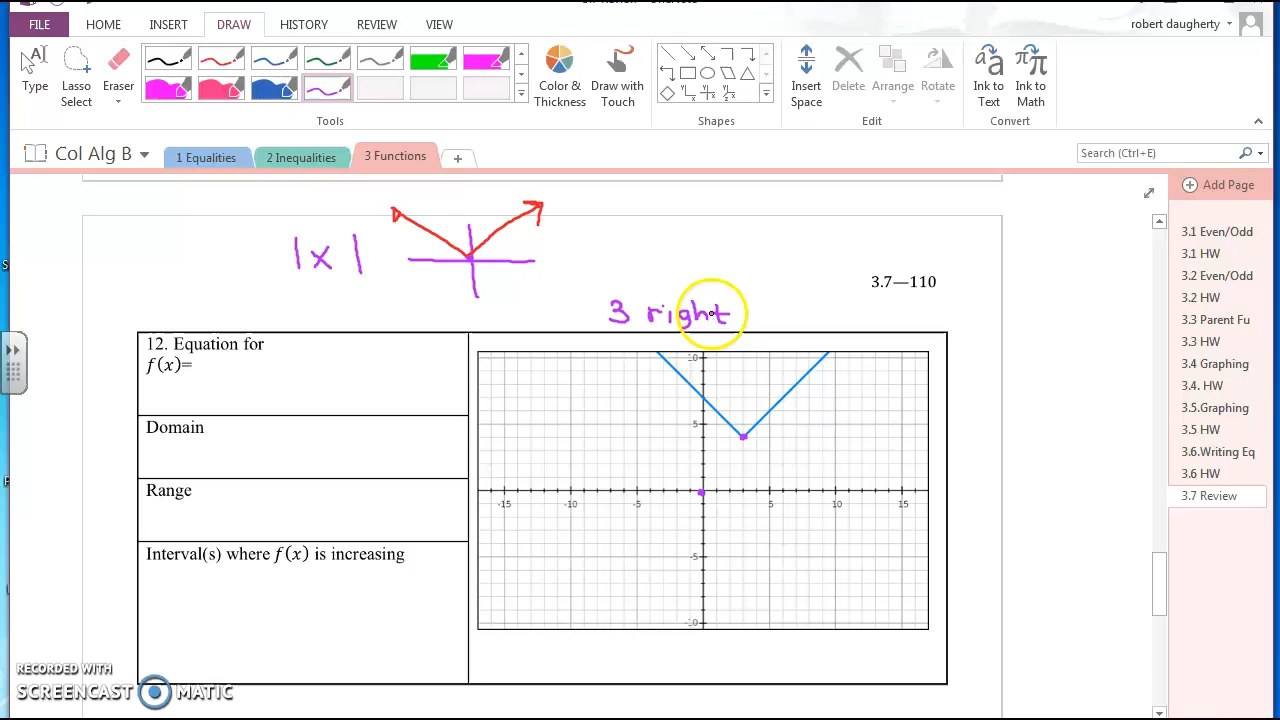 FILE HOME INSERT DRAW HISTORY REVIEW VIEW robert daugherty
Type Lasso Select Eraser Color & Thickness Draw with Touch Insert Space Delete Arrange Rotate Ink to Text Ink to Math
Tools Shapes Edit Convert
Col Alg B 1 Equalities 2 Inequalities 3 Functions + Search (Ctrl+E)
Add Page
3.1 Even/Odd
3.1 HW
3.2 Even/Odd
3.2 HW
3.3 Parent Fu
3.3 HW
3.4 Graphing
3.4. HW
3.5.Graphing
3.5 HW
3.6.Writing Eq
3.6 HW
3.7 Review
|x|
3.7—110
3 right
12. Equation for
f(x)=
Domain
Range
Interval(s) where f(x) is increasing
10
5
-15 -10 -5 5 10 15
-5
-10
RECORDED WITH
SCREENCAST MATIC